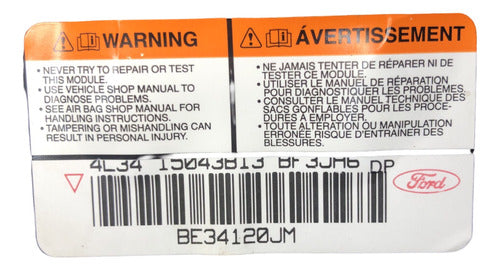 WARNING
• NEVER TRY TO REPAIR OR TEST
THIS MODULE.
• USE VEHICLE SHOP MANUAL TO
DIAGNOSE PROBLEMS.
• SEE AIR BAG SHOP MANUAL FOR
HANDLING INSTRUCTIONS.
• TAMPERING OR MISHANDLING CAN
RESULT IN PERSONAL INJURY.
ÁVERTISSEMENT
• NE JAMAIS TENTER DE RÉPARER NI DE
TESTER CE MODULE.
• UTILISER LE MANUEL DE RÉPARATION
POUR DIAGNOSTIQUER LES PROBLÈMES.
• CONSULTER LE MANUEL TECHNIQUE DES
SACS GONFLABLES POUR LES PROCÉ-
DURES À EMPLOYER.
• TOUTE ALTÉRATION OU MANIPULATION
ERRONÉE RISQUE D'ENTRAÎNER DES
BLESSURES.
4L34 15043B13 BF3JH6 DP
Ford
BE34120JM